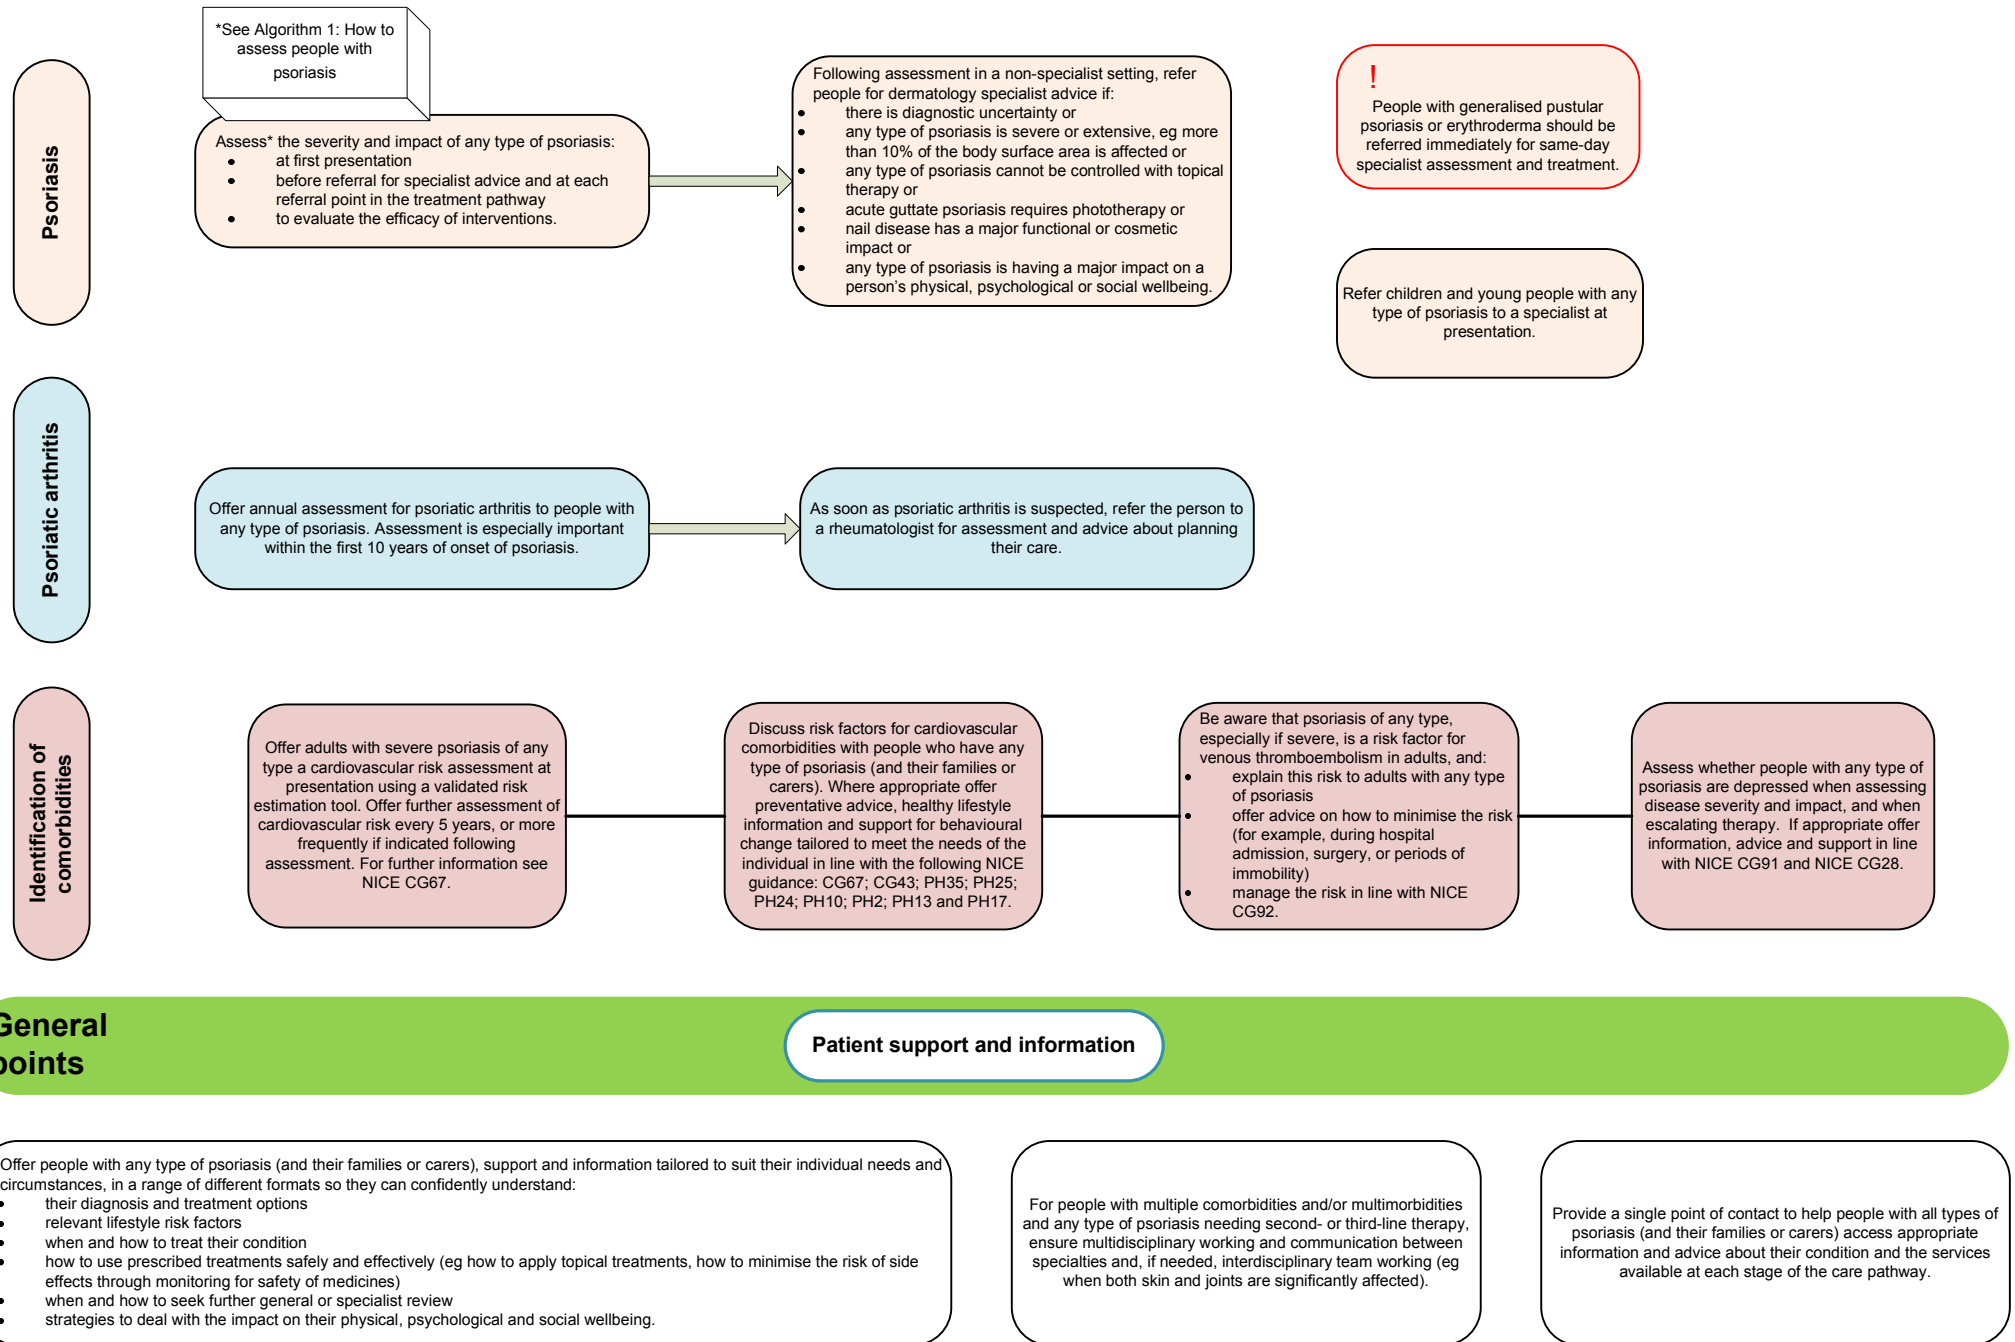 *See Algorithm 1: How to
assess people with
psoriasis
Psoriasis
Assess* the severity and impact of any type of psoriasis:
• at first presentation
• before referral for specialist advice and at each
referral point in the treatment pathway
• to evaluate the efficacy of interventions.
Following assessment in a non-specialist setting, refer
people for dermatology specialist advice if:
• there is diagnostic uncertainty or
• any type of psoriasis is severe or extensive, eg more
than 10% of the body surface area is affected or
• any type of psoriasis cannot be controlled with topical
therapy or
• acute guttate psoriasis requires phototherapy or
• nail disease has a major functional or cosmetic
impact or
• any type of psoriasis is having a major impact on a
person's physical, psychological or social wellbeing.
!
People with generalised pustular
psoriasis or erythroderma should be
referred immediately for same-day
specialist assessment and treatment.
Refer children and young people with any
type of psoriasis to a specialist at
presentation.
Psoriatic arthritis
Offer annual assessment for psoriatic arthritis to people with
any type of psoriasis. Assessment is especially important
within the first 10 years of onset of psoriasis.
As soon as psoriatic arthritis is suspected, refer the person to
a rheumatologist for assessment and advice about planning
their care.
Identification of
comorbidities
Offer adults with severe psoriasis of any
type a cardiovascular risk assessment at
presentation using a validated risk
estimation tool. Offer further assessment of
cardiovascular risk every 5 years, or more
frequently if indicated following
assessment. For further information see
NICE CG67.
Discuss risk factors for cardiovascular
comorbidities with people who have any
type of psoriasis (and their families or
carers). Where appropriate offer
preventative advice, healthy lifestyle
information and support for behavioural
change tailored to meet the needs of the
individual in line with the following NICE
guidance: CG67; CG43; PH35; PH25;
PH24; PH10; PH2; PH13 and PH17.
Be aware that psoriasis of any type,
especially if severe, is a risk factor for
venous thromboembolism in adults, and:
• explain this risk to adults with any type
of psoriasis
• offer advice on how to minimise the risk
(for example, during hospital
admission, surgery, or periods of
immobility)
• manage the risk in line with NICE
CG92.
Assess whether people with any type of
psoriasis are depressed when assessing
disease severity and impact, and when
escalating therapy. If appropriate offer
information, advice and support in line
with NICE CG91 and NICE CG28.
General
points
Patient support and information
Offer people with any type of psoriasis (and their families or carers), support and information tailored to suit their individual needs and
circumstances, in a range of different formats so they can confidently understand:
• their diagnosis and treatment options
• relevant lifestyle risk factors
• when and how to treat their condition
• how to use prescribed treatments safely and effectively (eg how to apply topical treatments, how to minimise the risk of side
effects through monitoring for safety of medicines)
• when and how to seek further general or specialist review
• strategies to deal with the impact on their physical, psychological and social wellbeing.
For people with multiple comorbidities and/or multimorbidities
and any type of psoriasis needing second- or third-line therapy,
ensure multidisciplinary working and communication between
specialties and, if needed, interdisciplinary team working (eg
when both skin and joints are significantly affected).
Provide a single point of contact to help people with all types of
psoriasis (and their families or carers) access appropriate
information and advice about their condition and the services
available at each stage of the care pathway.